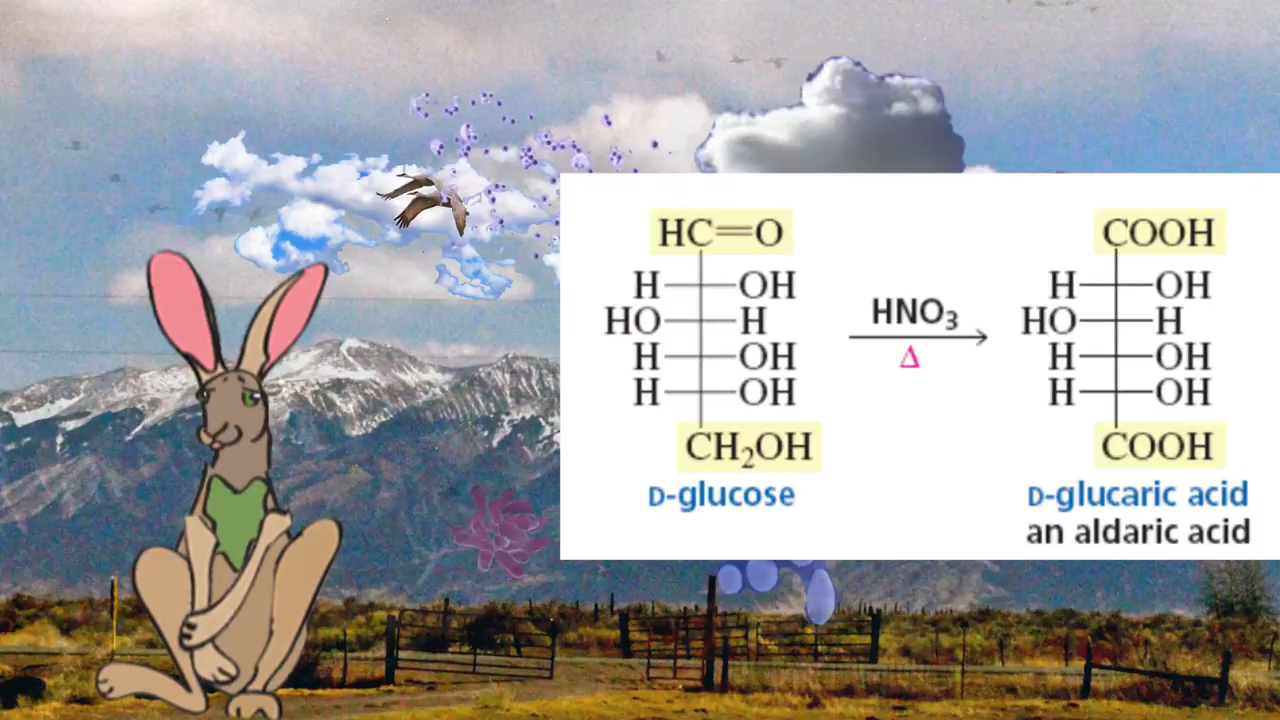 HC=O
H OH
HO H
H OH
H OH
CH₂OH
D-glucose
HNO₃
Δ
COOH
H OH
HO H
H OH
H OH
COOH
D-glucaric acid
an aldaric acid